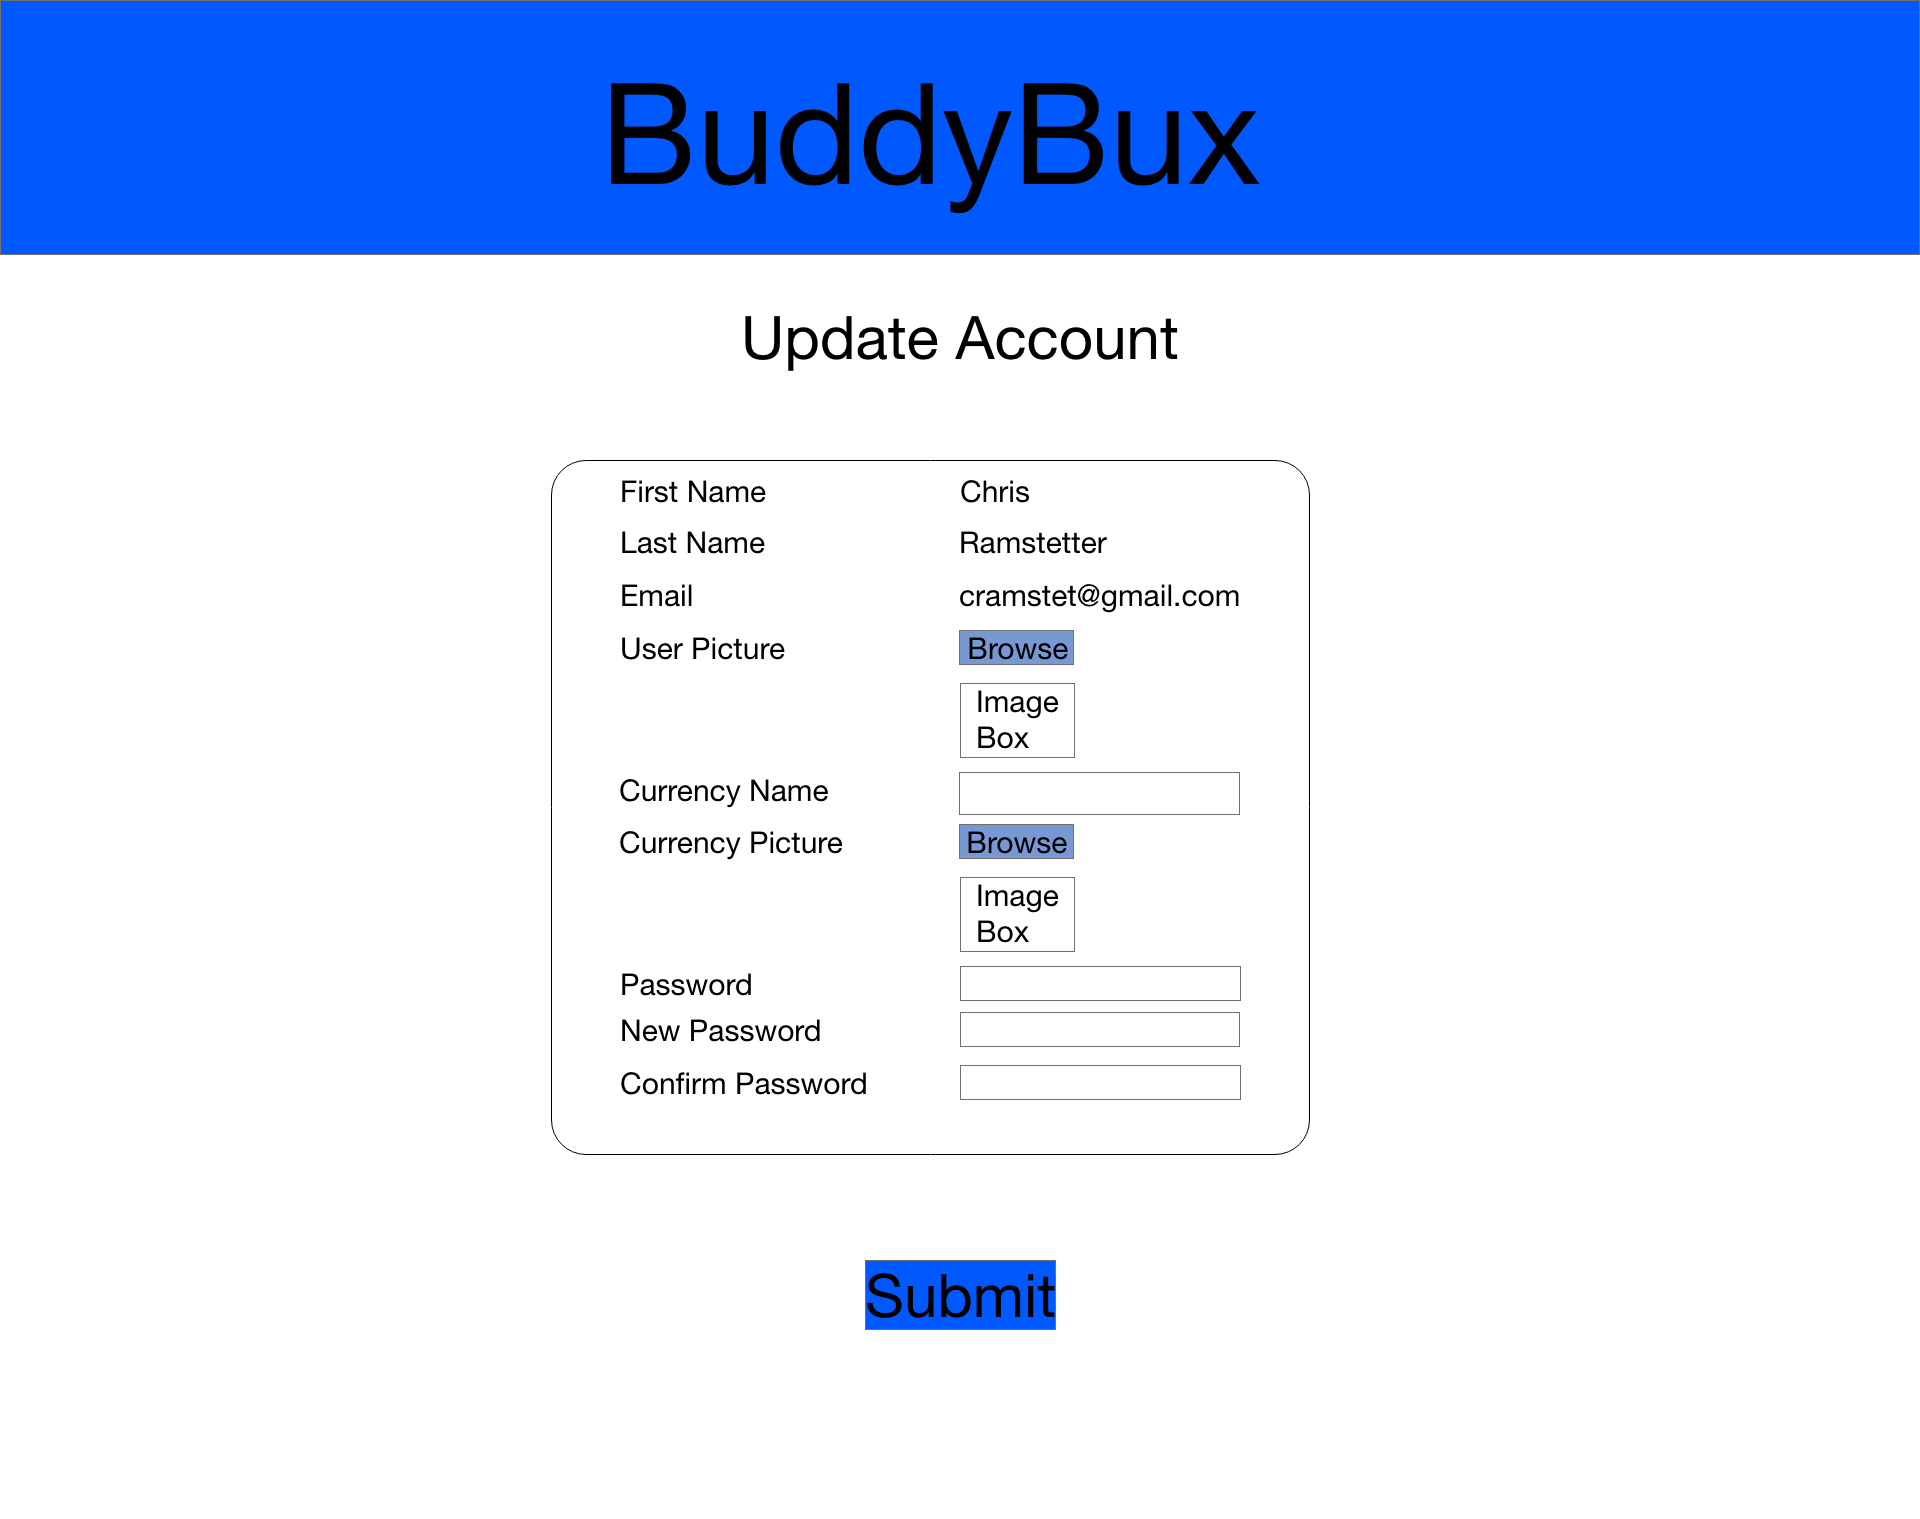 BuddyBux
Update Account
First Name Chris
Last Name Ramstetter
Email cramstet@gmail.com
User Picture Browse
Image
Box
Currency Name
Currency Picture Browse
Image
Box
Password
New Password
Confirm Password
Submit